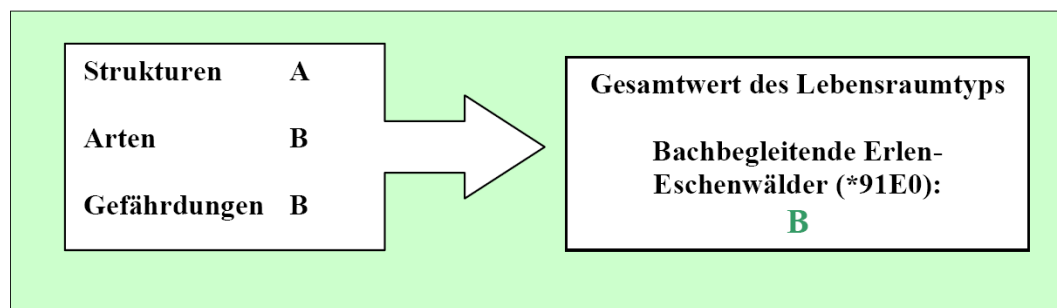 Strukturen A
Arten B
Gefährdungen B
Gesamtwert des Lebensraumtyps
Bachbegleitende Erlen-
Eschenwälder (*91E0):
B